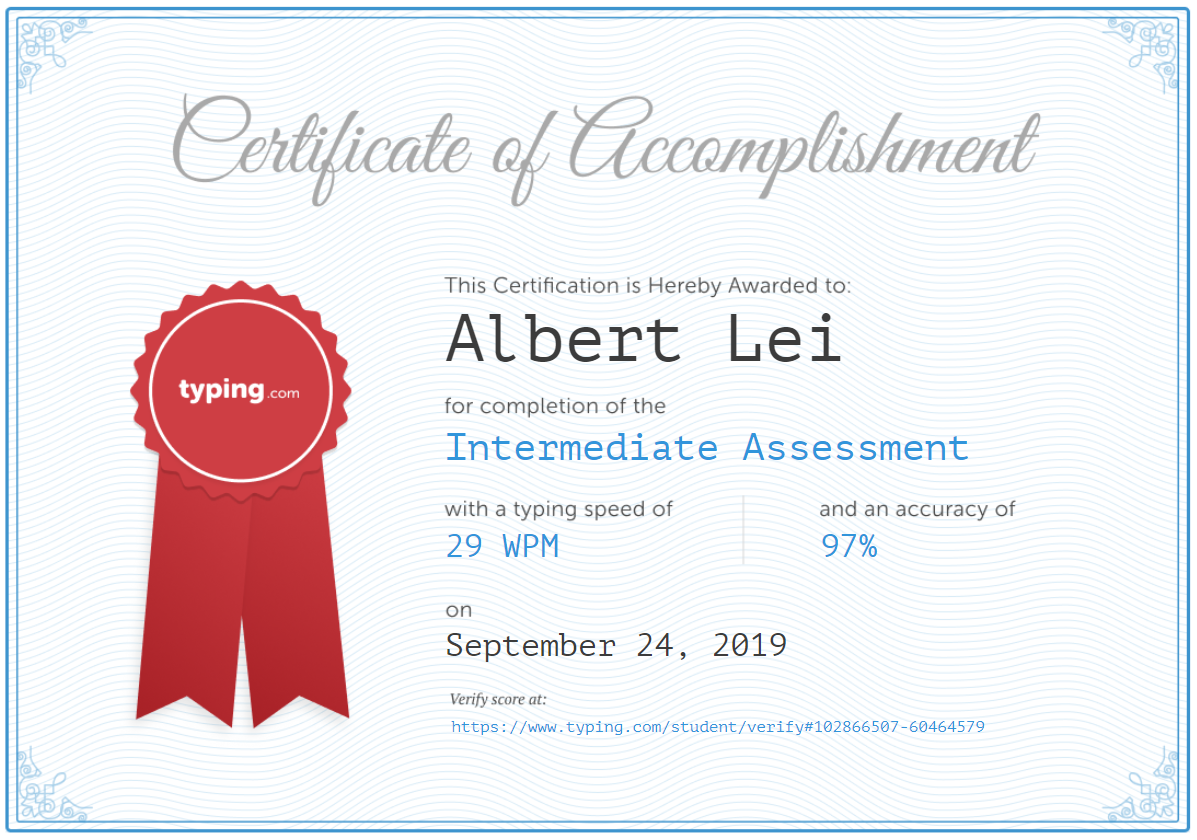 Certificate of Accomplishment
This Certification is Hereby Awarded to:
Albert Lei
typing.com
for completion of the
Intermediate Assessment
with a typing speed of
and an accuracy of
29 WPM
97%
on
September 24, 2019
Verify score at:
https://www.typing.com/student/verify#102866507-60464579